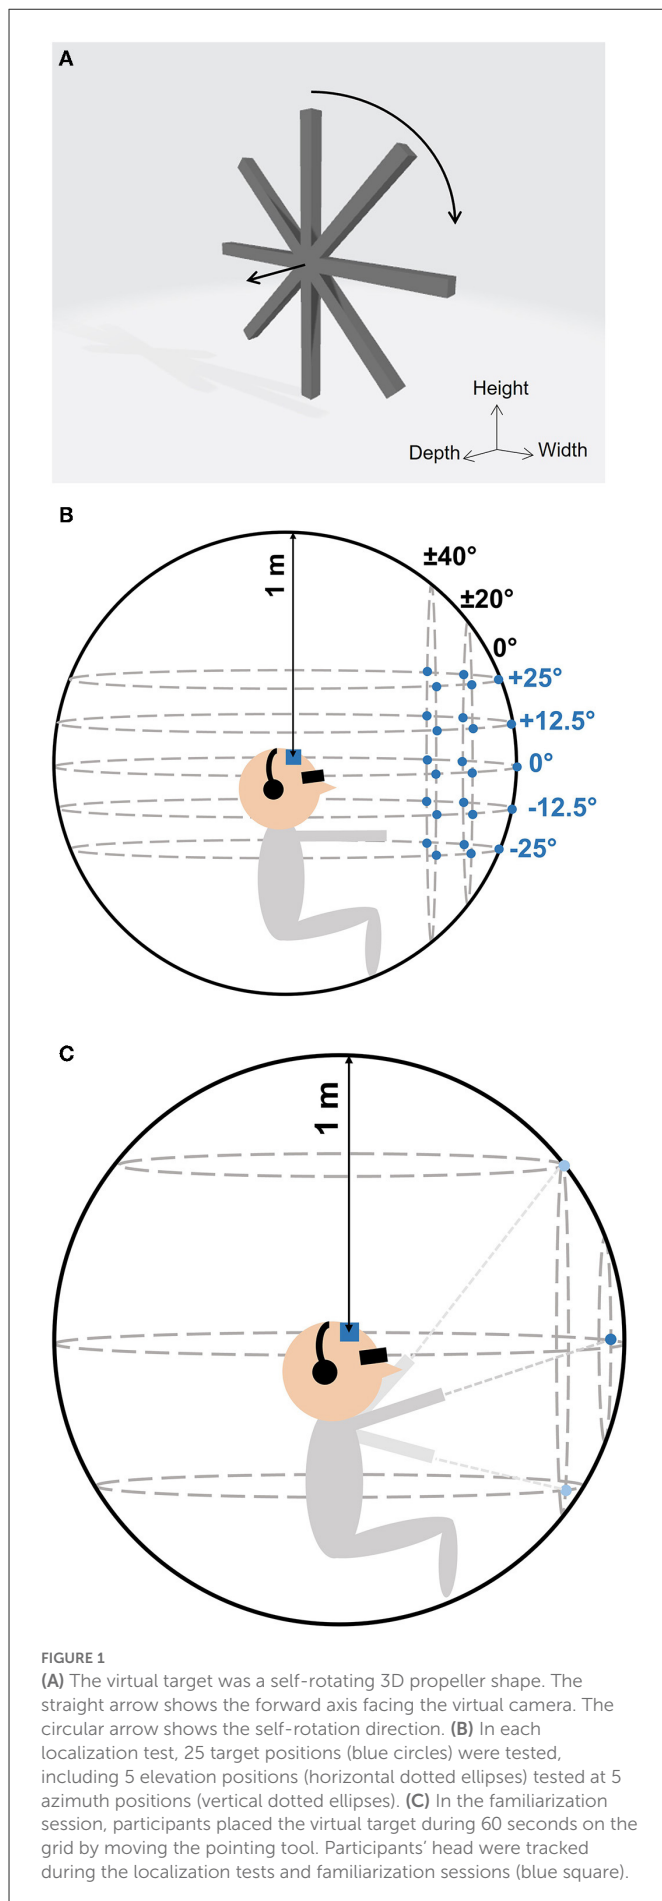 A
Height
Depth
Width
B
1 m
±40°
±20°
0°
+25°
+12.5°
0°
-12.5°
-25°
C
1 m
FIGURE 1
(A) The virtual target was a self-rotating 3D propeller shape. The
straight arrow shows the forward axis facing the virtual camera. The
circular arrow shows the self-rotation direction. (B) In each
localization test, 25 target positions (blue circles) were tested,
including 5 elevation positions (horizontal dotted ellipses) tested at 5
azimuth positions (vertical dotted ellipses). (C) In the familiarization
session, participants placed the virtual target during 60 seconds on the
grid by moving the pointing tool. Participants' head were tracked
during the localization tests and familiarization sessions (blue square).